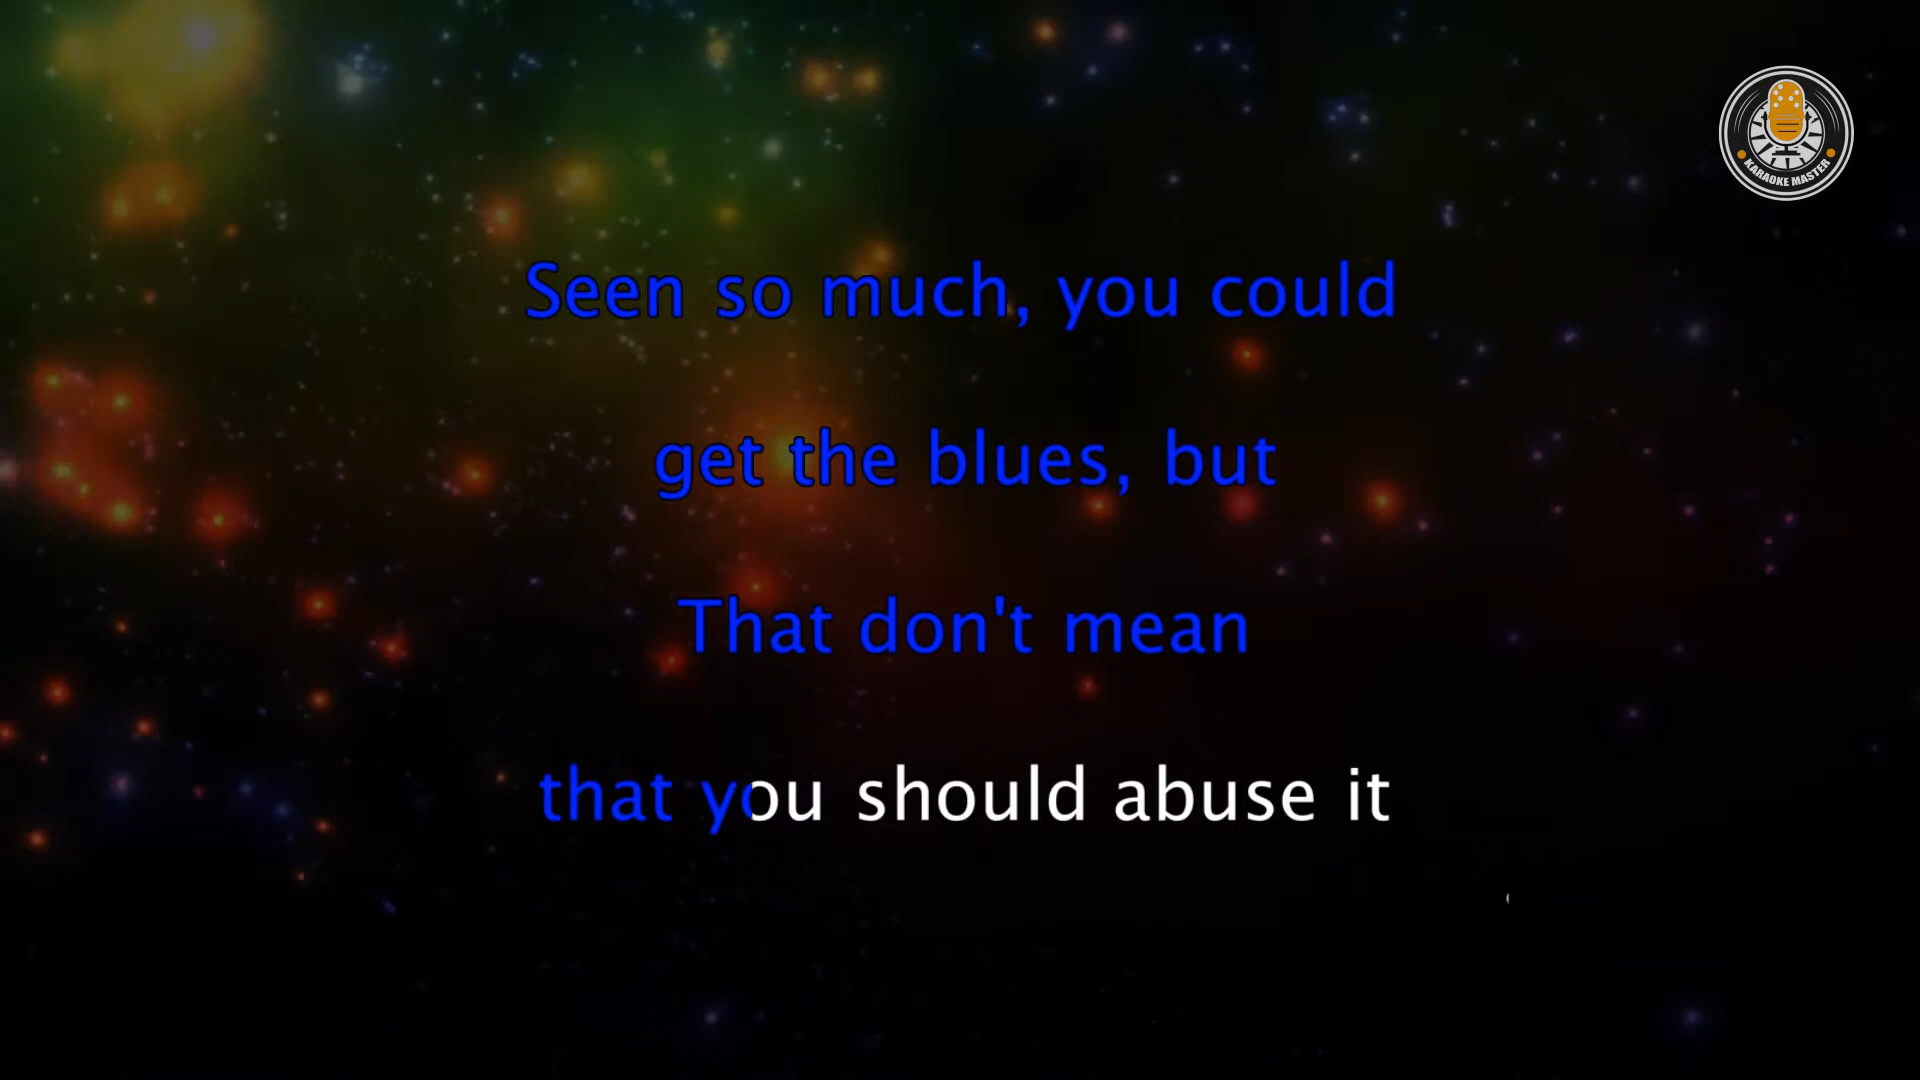 KARAOKE MASTER
Seen so much, you could
get the blues, but
That don't mean
that you should abuse it